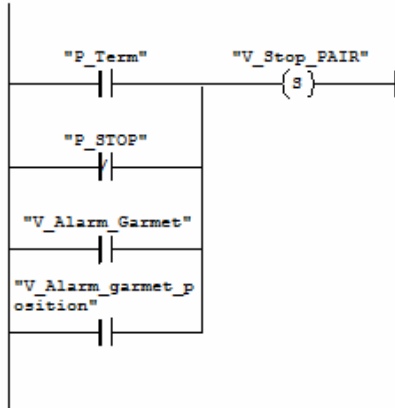 "P_Term"
"V_Stop_PAIR"
S
"P_STOP"
"V_Alarm_Garmet"
"V_Alarm_garmet_p
osition"